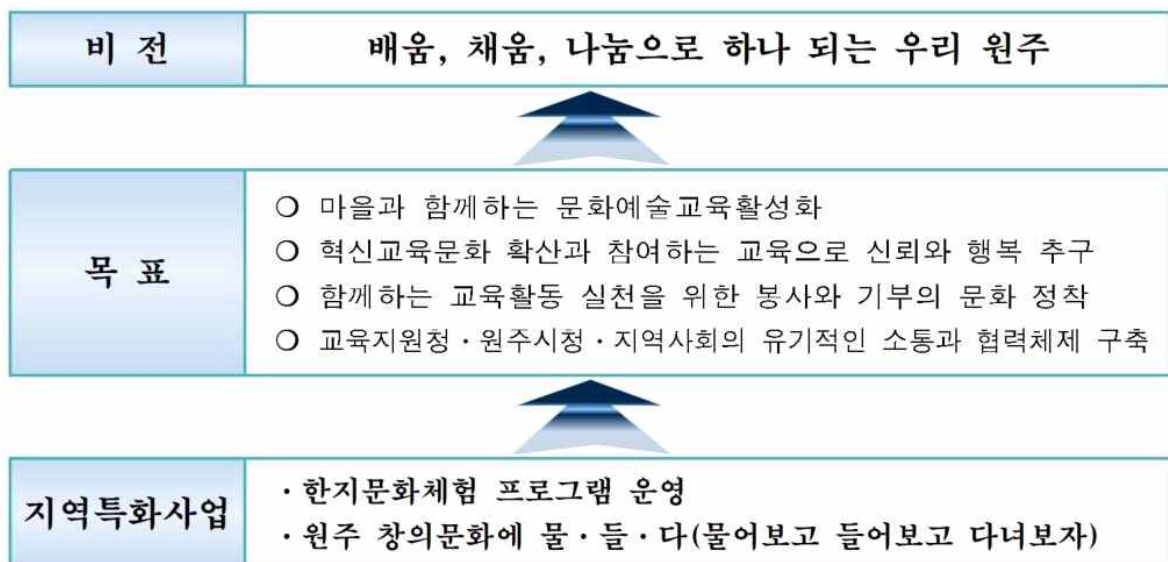 비 전
배움, 채움, 나눔으로 하나 되는 우리 원주
목 표
❍ 마을과 함께하는 문화예술교육활성화
❍ 혁신교육문화 확산과 참여하는 교육으로 신뢰와 행복 추구
❍ 함께하는 교육활동 실천을 위한 봉사와 기부의 문화 정착
❍ 교육지원청·원주시청·지역사회의 유기적인 소통과 협력체제 구축
지역특화사업
·한지문화체험 프로그램 운영
·원주 창의문화에 물·들·다(물어보고 들어보고 다녀보자)